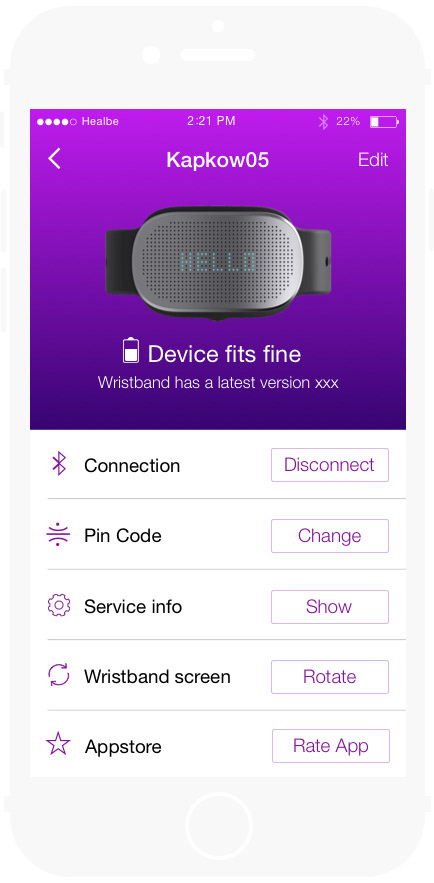 Healbe 2:21 PM 22%
Kapkow05 Edit
HELLO
Device fits fine
Wristband has a latest version xxx
Connection Disconnect
Pin Code Change
Service info Show
Wristband screen Rotate
Appstore Rate App